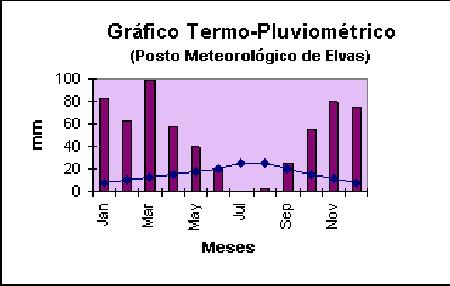 Gráfico Termo-Pluviométrico
(Posto Meteorológico de Elvas)
100
80
60
40
20
0
mm
Jan
Mar
May
Jul
Sep
Nov
Meses